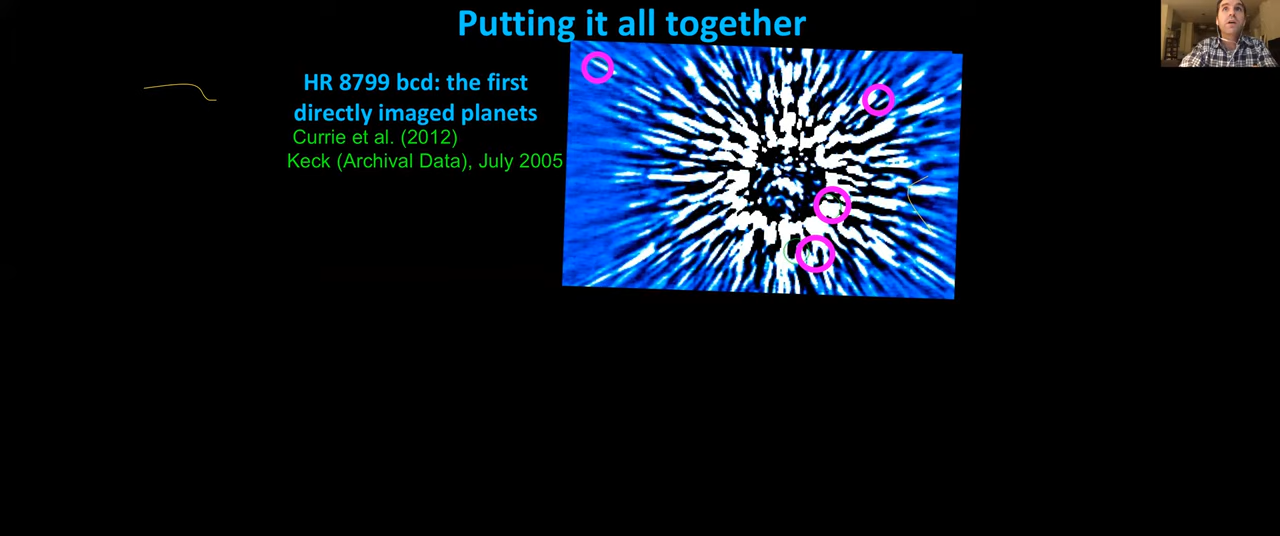 Putting it all together
HR 8799 bcd: the first
directly imaged planets
Currie et al. (2012)
Keck (Archival Data), July 2005